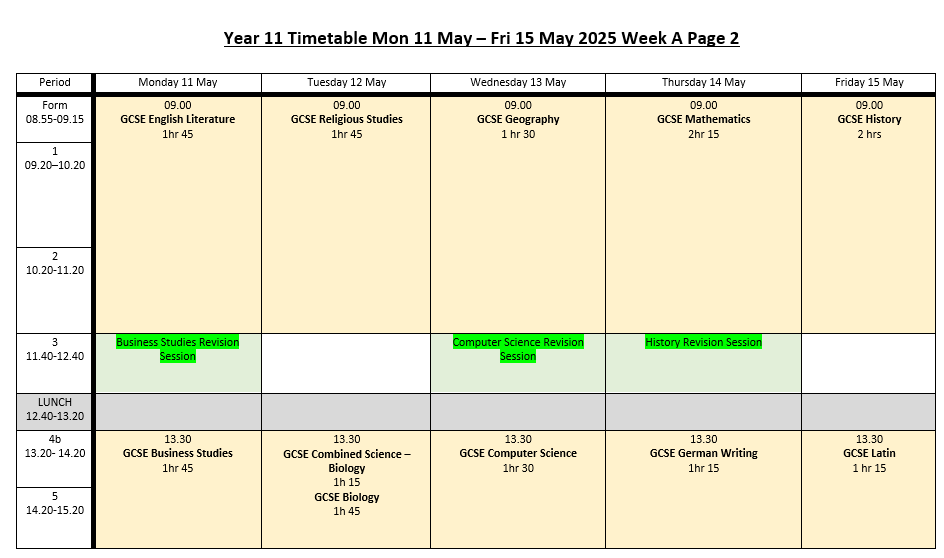 Year 11 Timetable Mon 11 May – Fri 15 May 2025 Week A Page 2
Period
Monday 11 May
Tuesday 12 May
Wednesday 13 May
Thursday 14 May
Friday 15 May
Form
08.55-09.15
09.00
GCSE English Literature
1hr 45
09.00
GCSE Religious Studies
1hr 45
09.00
GCSE Geography
1 hr 30
09.00
GCSE Mathematics
2hr 15
09.00
GCSE History
2 hrs
1
09.20–10.20
2
10.20-11.20
3
11.40-12.40
Business Studies Revision
Session
Computer Science Revision
Session
History Revision Session
LUNCH
12.40-13.20
4b
13.20- 14.20
13.30
GCSE Business Studies
1hr 45
13.30
GCSE Combined Science –
Biology
1h 15
GCSE Biology
1h 45
13.30
GCSE Computer Science
1hr 30
13.30
GCSE German Writing
1hr 15
13.30
GCSE Latin
1 hr 15
5
14.20-15.20